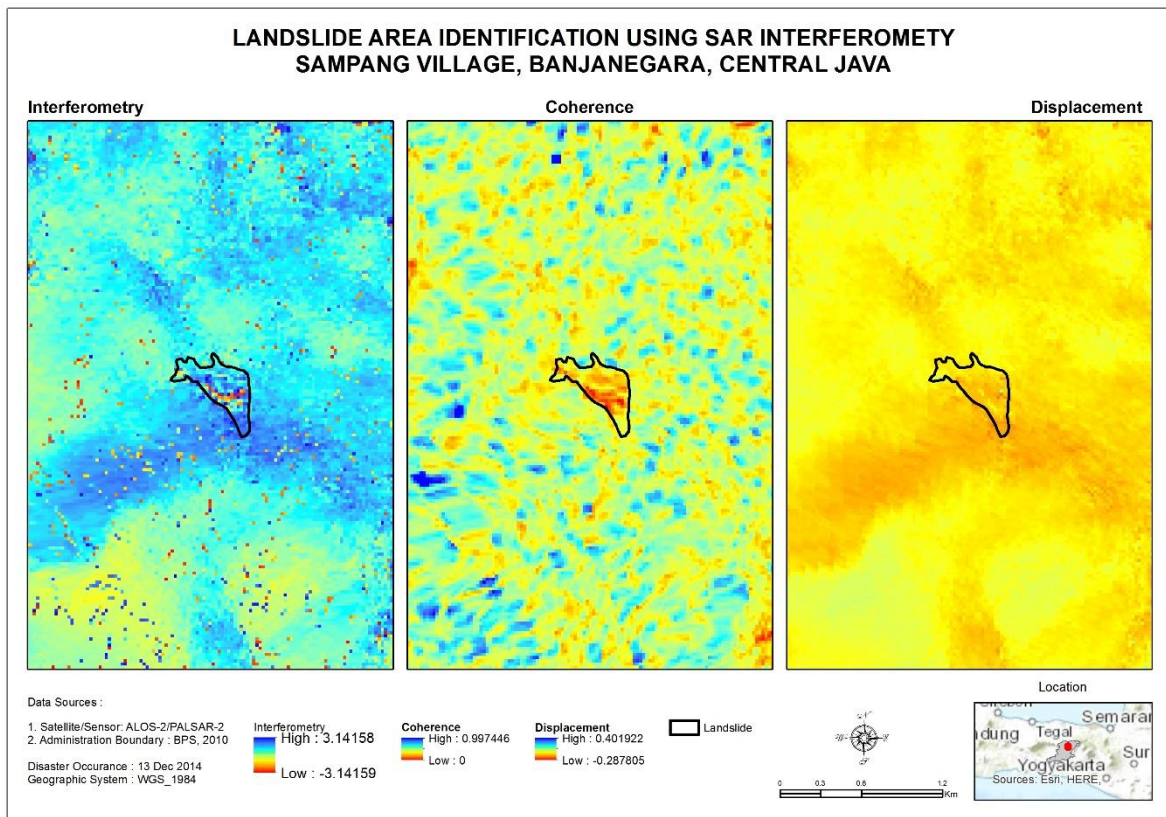 LANDSLIDE AREA IDENTIFICATION USING SAR INTERFEROMETY
SAMPANG VILLAGE, BANJANEGARA, CENTRAL JAVA
Interferometry
Coherence
Displacement
Data Sources :
1. Satellite/Sensor: ALOS-2/PALSAR-2
2. Administration Boundary : BPS, 2010
Disaster Occurance : 13 Dec 2014
Geographic System : WGS_1984
Interferometry
High : 3.14158
Low : -3.14159
Coherence
High : 0.997446
Low : 0
Displacement
High : 0.401922
Low : -0.287805
Landslide
N
0 0.3 0.6 1.2
Km
Location
Semaran
ndung Tegal
Sur
Yogyakarta
Sources: Esri, HERE,